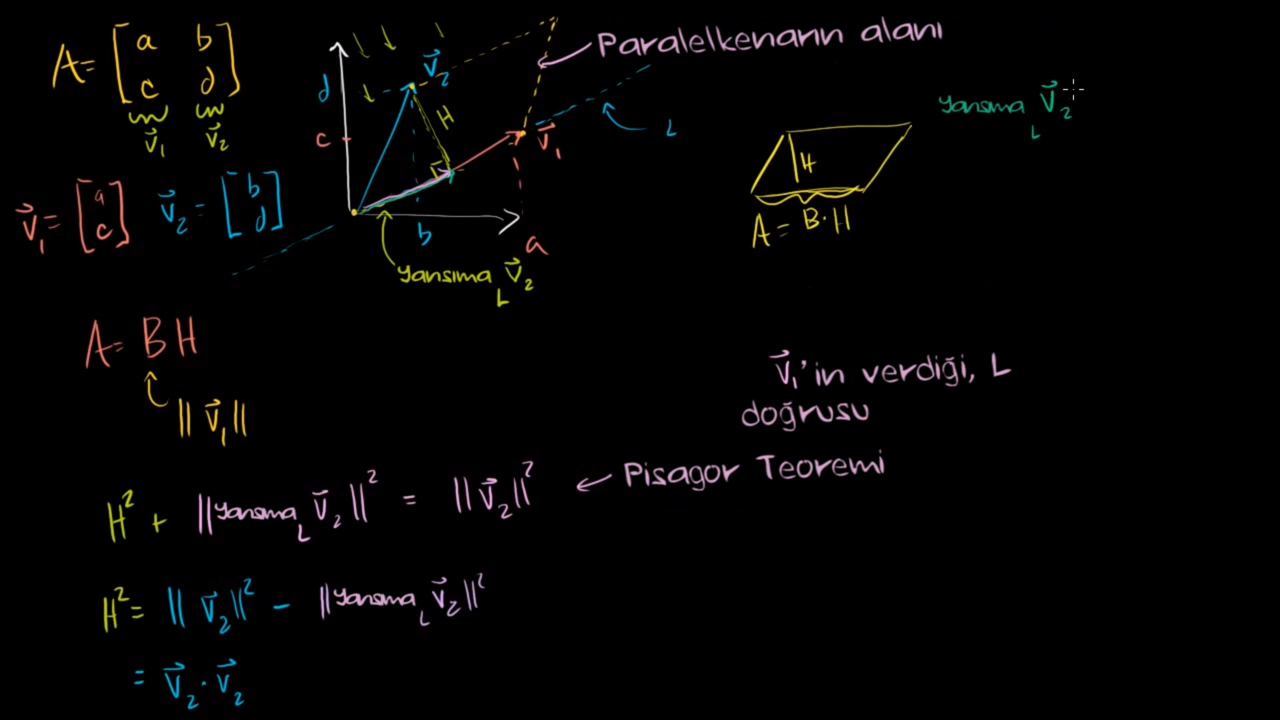 A = [a b; c d]
v⃗₁ v⃗₂
v⃗₁ = [a; c] v⃗₂ = [b; d]
d
c
b
a
v⃗₂
H
v⃗₁
L
Paralelkenarın alanı
Yansıma_L v⃗₂
H
A = B·H
Yansıma_L v⃗₂
A = BH
||v⃗₁||
v⃗₁'in verdiği, L
doğrusu
H² + ||Yansıma_L v⃗₂||² = ||v⃗₂||² ← Pisagor Teoremi
H² = ||v⃗₂||² - ||Yansıma_L v⃗₂||²
= v⃗₂ · v⃗₂